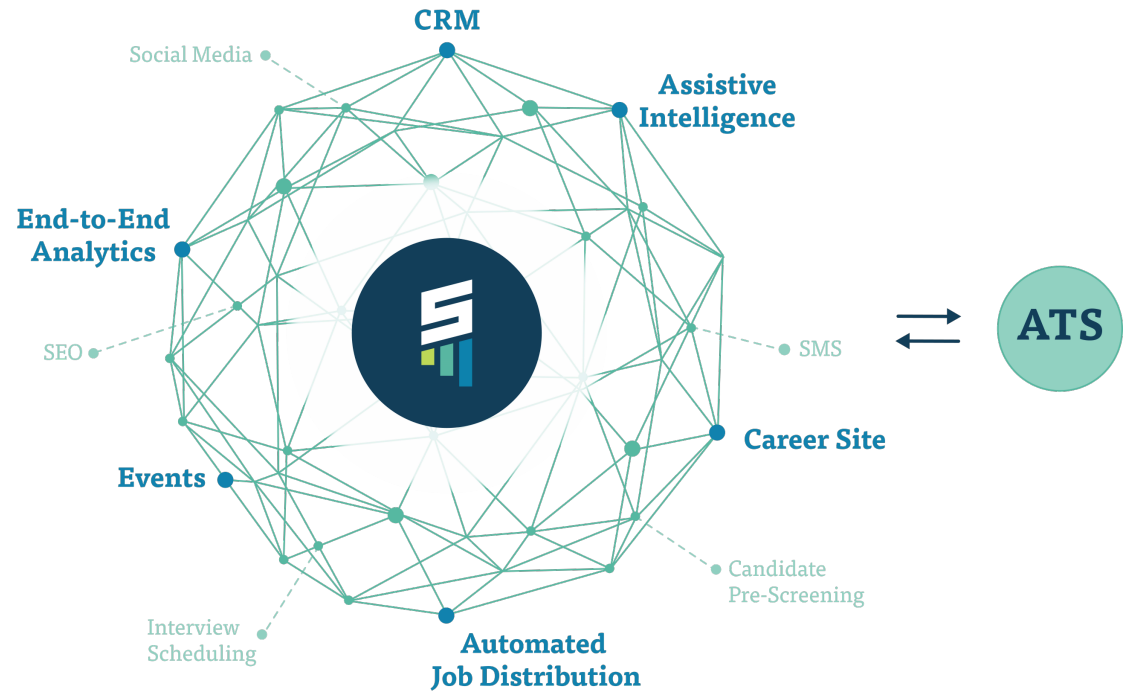 CRM
Social Media
Assistive
Intelligence
End-to-End
Analytics
ATS
SEO
SMS
Career Site
Events
Candidate
Pre-Screening
Interview
Scheduling
Automated
Job Distribution